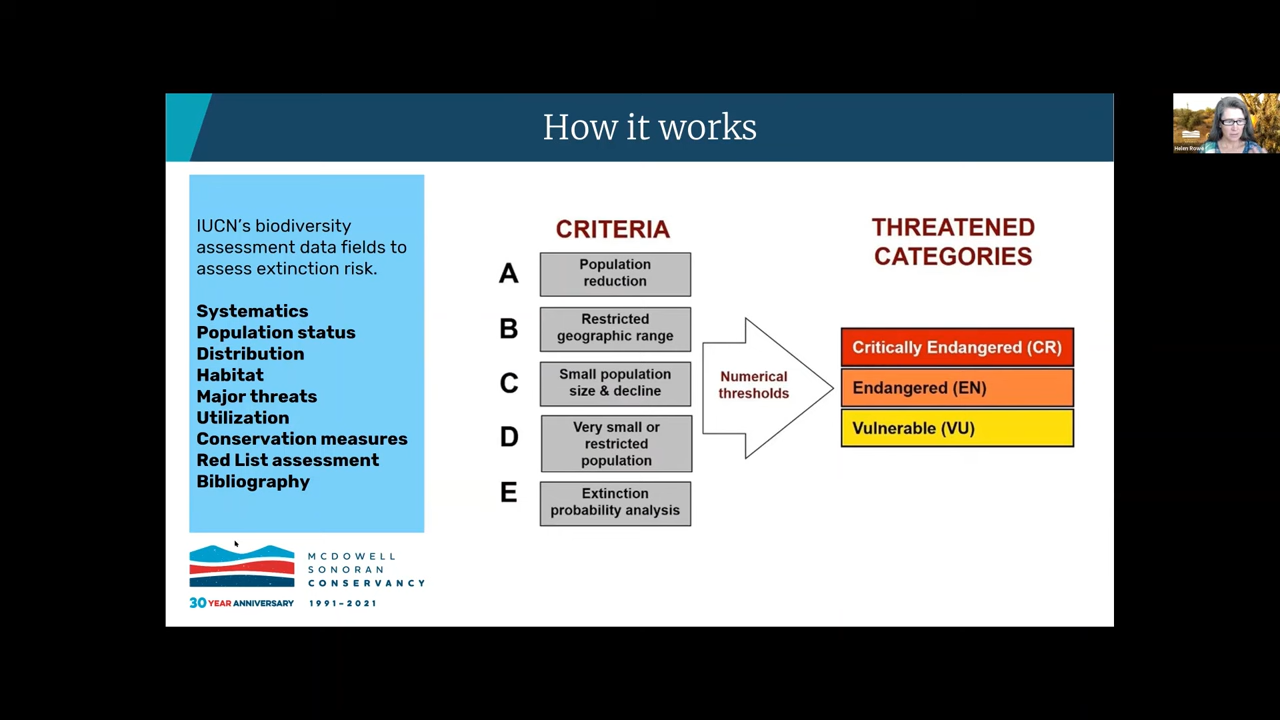 How it works
Helen Rowe
IUCN's biodiversity
assessment data fields to
assess extinction risk.
Systematics
Population status
Distribution
Habitat
Major threats
Utilization
Conservation measures
Red List assessment
Bibliography
CRITERIA
A
Population
reduction
B
Restricted
geographic range
C
Small population
size & decline
D
Very small or
restricted
population
E
Extinction
probability analysis
Numerical
thresholds
THREATENED
CATEGORIES
Critically Endangered (CR)
Endangered (EN)
Vulnerable (VU)
MCDOWELL
SONORAN
CONSERVANCY
30 YEAR ANNIVERSARY
1991–2021